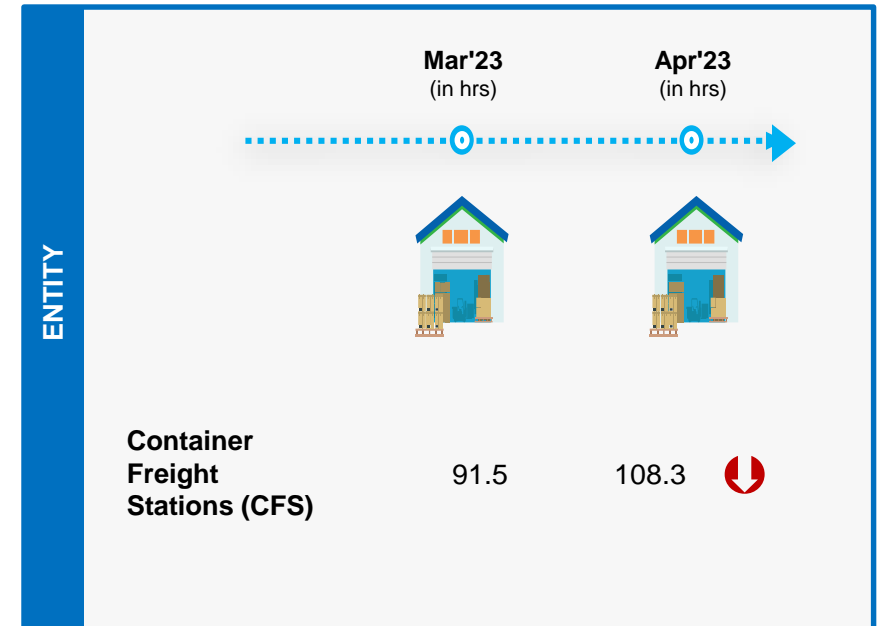 Mar'23
(in hrs)
Apr'23
(in hrs)
ENTITY
Container
Freight
Stations (CFS)
91.5
108.3